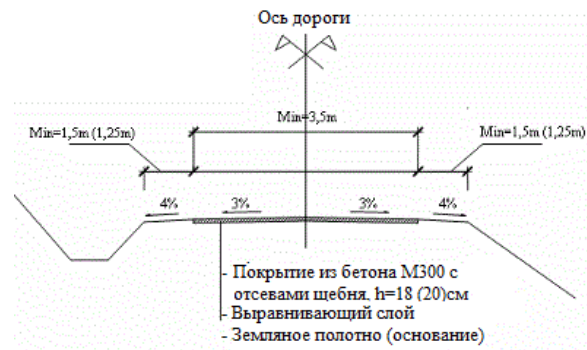 Ось дороги
Min=3,5m
Min=1,5m (1,25m)
Min=1,5m (1,25m)
4%
3%
3%
4%
- Покрытие из бетона М300 с
отсевами щебня, h=18 (20)см
- Выравнивающий слой
- Земляное полотно (основание)